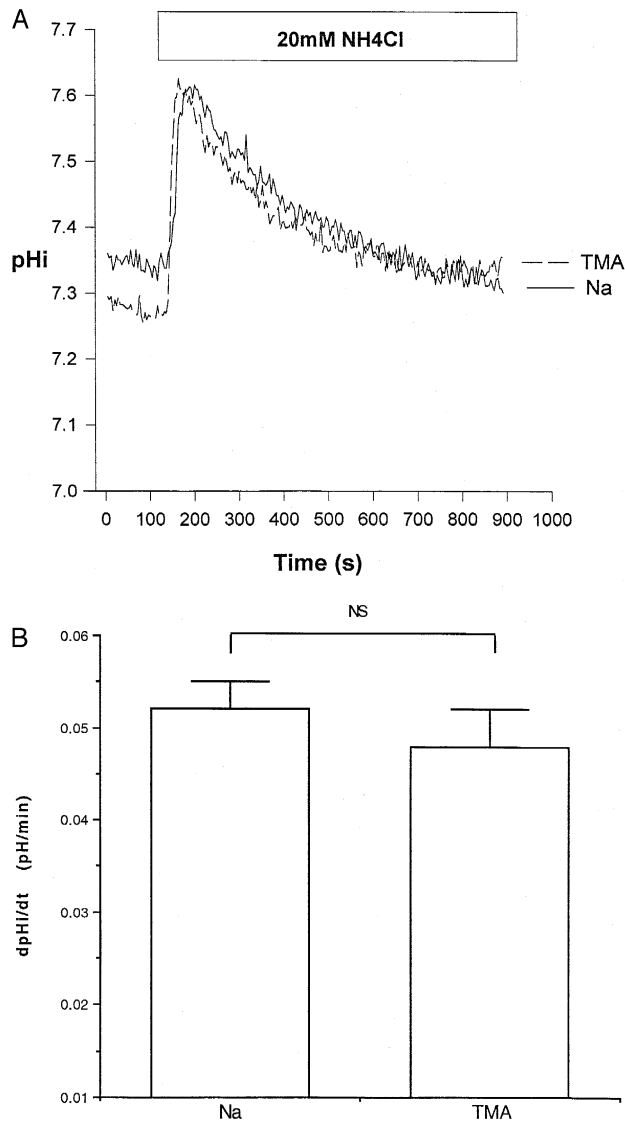 A
7.7
20mM NH4Cl
7.6
7.5
7.4
pHi
TMA
7.3
Na
7.2
7.1
7.0
0 100 200 300 400 500 600 700 800 900 1000
Time (s)
B
NS
0.06
0.05
0.04
dpHi/dt (pH/min)
0.03
0.02
0.01
Na TMA